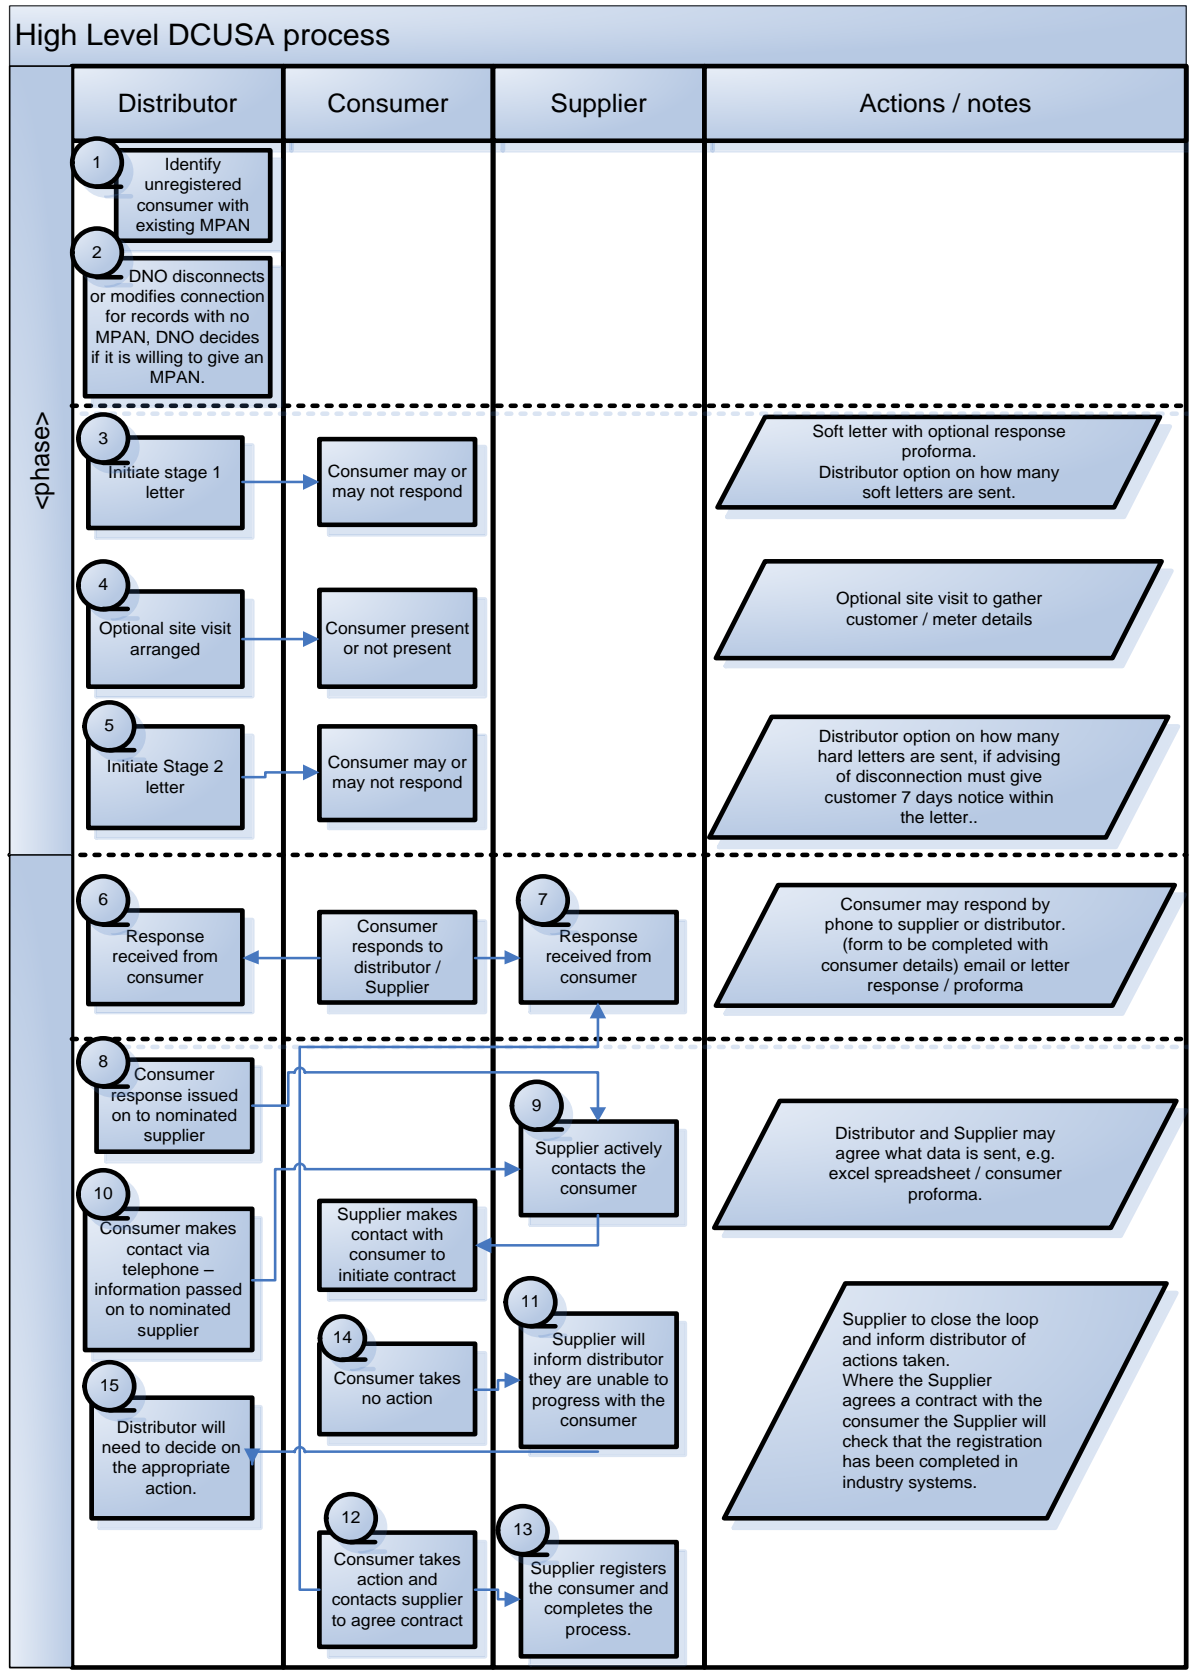 High Level DCUSA process
Distributor
Consumer
Supplier
Actions / notes
<phase>
1
Identify
unregistered
consumer with
existing MPAN
2
DNO disconnects
or modifies connection
for records with no
MPAN, DNO decides
if it is willing to give an
MPAN.
3
Initiate stage 1
letter
Consumer may or
may not respond
Soft letter with optional response
proforma.
Distributor option on how many
soft letters are sent.
4
Optional site visit
arranged
Consumer present
or not present
Optional site visit to gather
customer / meter details
5
Initiate Stage 2
letter
Consumer may or
may not respond
Distributor option on how many
hard letters are sent, if advising
of disconnection must give
customer 7 days notice within
the letter..
6
Response
received from
consumer
Consumer
responds to
distributor /
Supplier
7
Response
received from
consumer
Consumer may respond by
phone to supplier or distributor.
(form to be completed with
consumer details) email or letter
response / proforma
8
Consumer
response issued
on to nominated
supplier
9
Supplier actively
contacts the
consumer
Distributor and Supplier may
agree what data is sent, e.g.
excel spreadsheet / consumer
proforma.
10
Consumer makes
contact via
telephone –
information passed
on to nominated
supplier
Supplier makes
contact with
consumer to
initiate contract
11
Supplier will
inform distributor
they are unable to
progress with the
consumer
14
Consumer takes
no action
Supplier to close the loop
and inform distributor of
actions taken.
Where the Supplier
agrees a contract with the
consumer the Supplier will
check that the registration
has been completed in
industry systems.
15
Distributor will
need to decide on
the appropriate
action.
12
Consumer takes
action and
contacts supplier
to agree contract
13
Supplier registers
the consumer and
completes the
process.